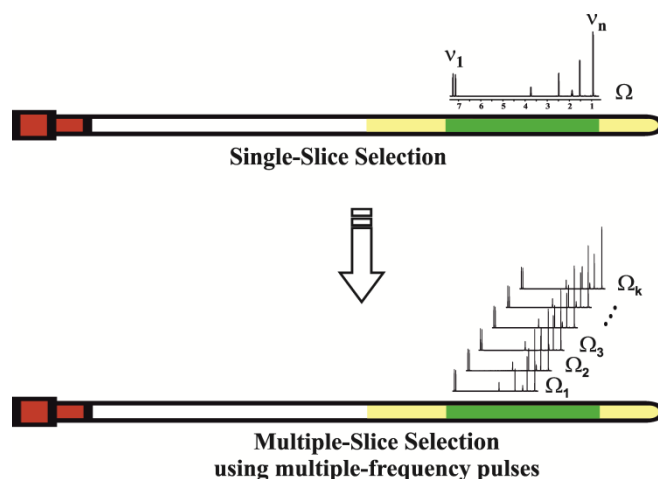 ν₁
νₙ
7 6 5 4 3 2 1
Ω
Single-Slice Selection
Ωₖ
Ω₃
Ω₂
Ω₁
Multiple-Slice Selection
using multiple-frequency pulses